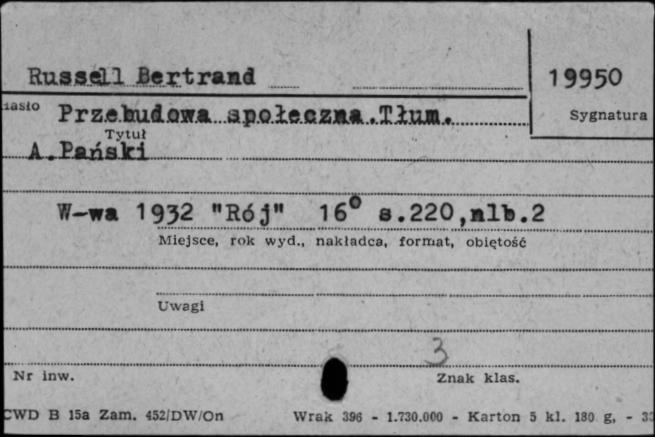 Russell Bertrand
19950
Hasło
Sygnatura
Przebudowa społeczna.Tłum.
Tytuł
A.Pański
W-wa 1932 "Rój" 16° s.220,nlb.2
Miejsce, rok wyd., nakładca, format, objętość
Uwagi
3
Nr inw.
Znak klas.
CWD B 15a Zam. 452/DW/On
Wrak 396 - 1.730.000 - Karton 5 kl. 180 g, -